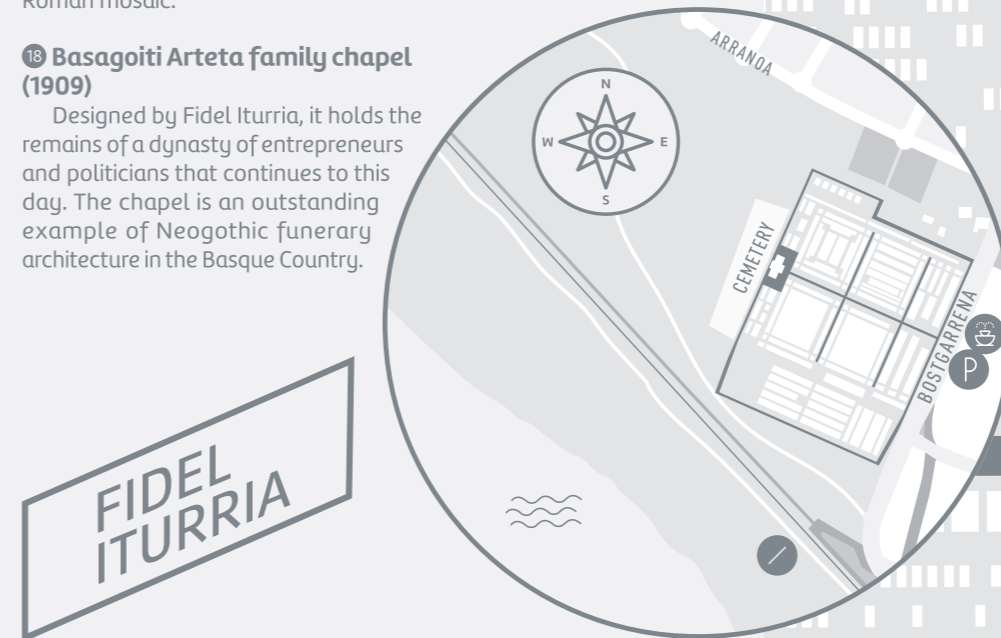 Roman mosaic.
18 Basagoiti Arteta family chapel
(1909)
Designed by Fidel Iturria, it holds the
remains of a dynasty of entrepreneurs
and politicians that continues to this
day. The chapel is an outstanding
example of Neogothic funerary
architecture in the Basque Country.
FIDEL
ITURRIA
ARRANOA
N
W
E
S
CEMETERY
BOSTGARRENA
P